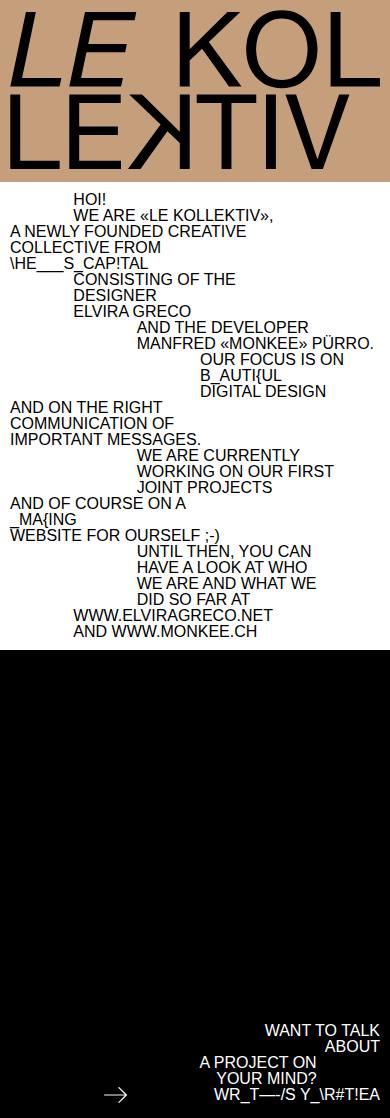 LE KOL
LEKTIV
HOI!
WE ARE «LE KOLLEKTIV»,
A NEWLY FOUNDED CREATIVE
COLLECTIVE FROM
\HE___S_CAP!TAL
CONSISTING OF THE
DESIGNER
ELVIRA GRECO
AND THE DEVELOPER
MANFRED «MONKEE» PÜRRO.
OUR FOCUS IS ON
B_AUTI{UL
DIGITAL DESIGN
AND ON THE RIGHT
COMMUNICATION OF
IMPORTANT MESSAGES.
WE ARE CURRENTLY
WORKING ON OUR FIRST
JOINT PROJECTS
AND OF COURSE ON A
_MA{ING
WEBSITE FOR OURSELF ;-)
UNTIL THEN, YOU CAN
HAVE A LOOK AT WHO
WE ARE AND WHAT WE
DID SO FAR AT
WWW.ELVIRAGRECO.NET
AND WWW.MONKEE.CH
WANT TO TALK
ABOUT
A PROJECT ON
YOUR MIND?
→ WR_T—-/S Y_\R#T!EA